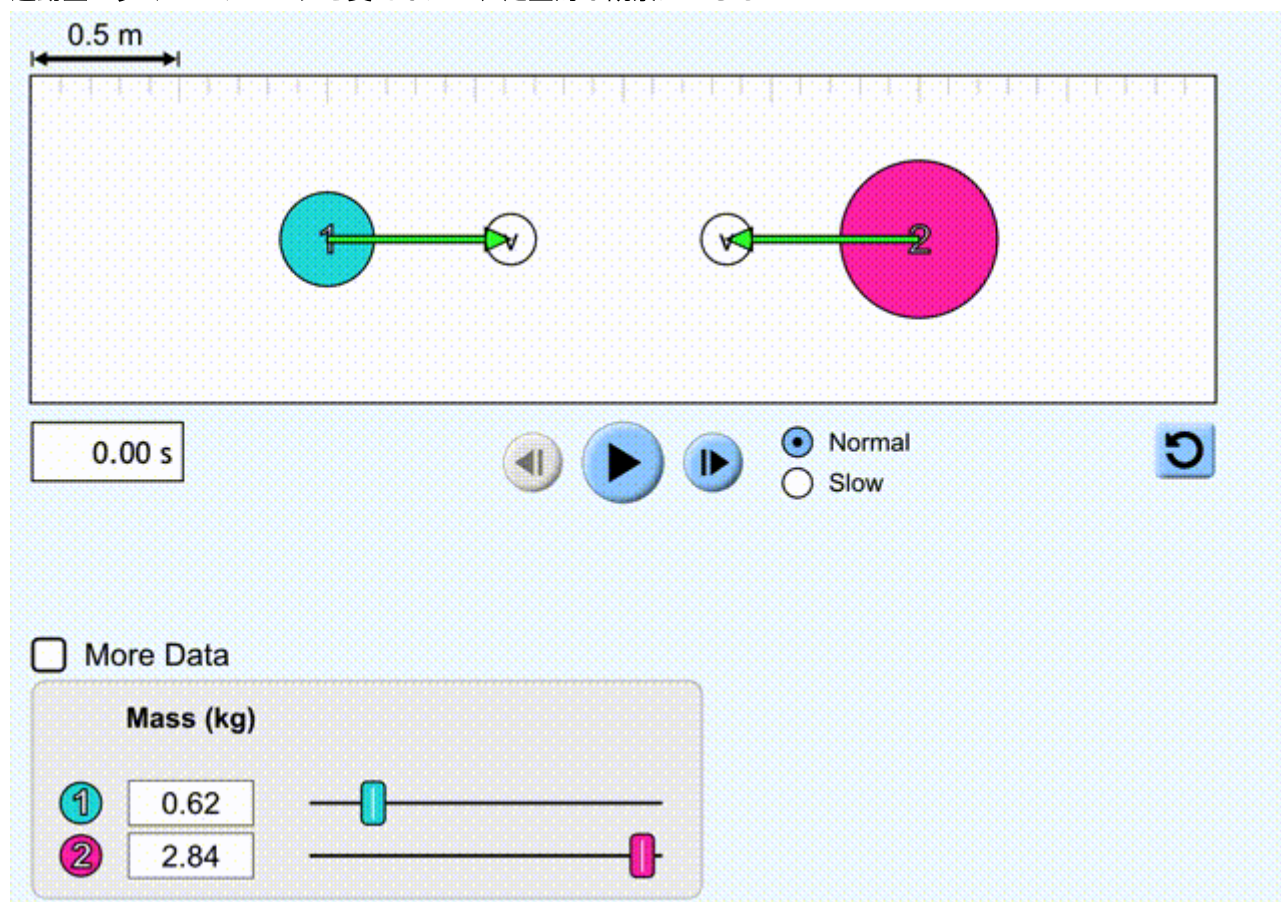 0.5 m
1
v
v
2
0.00 s
Normal
Slow
More Data
Mass (kg)
1 0.62
2 2.84